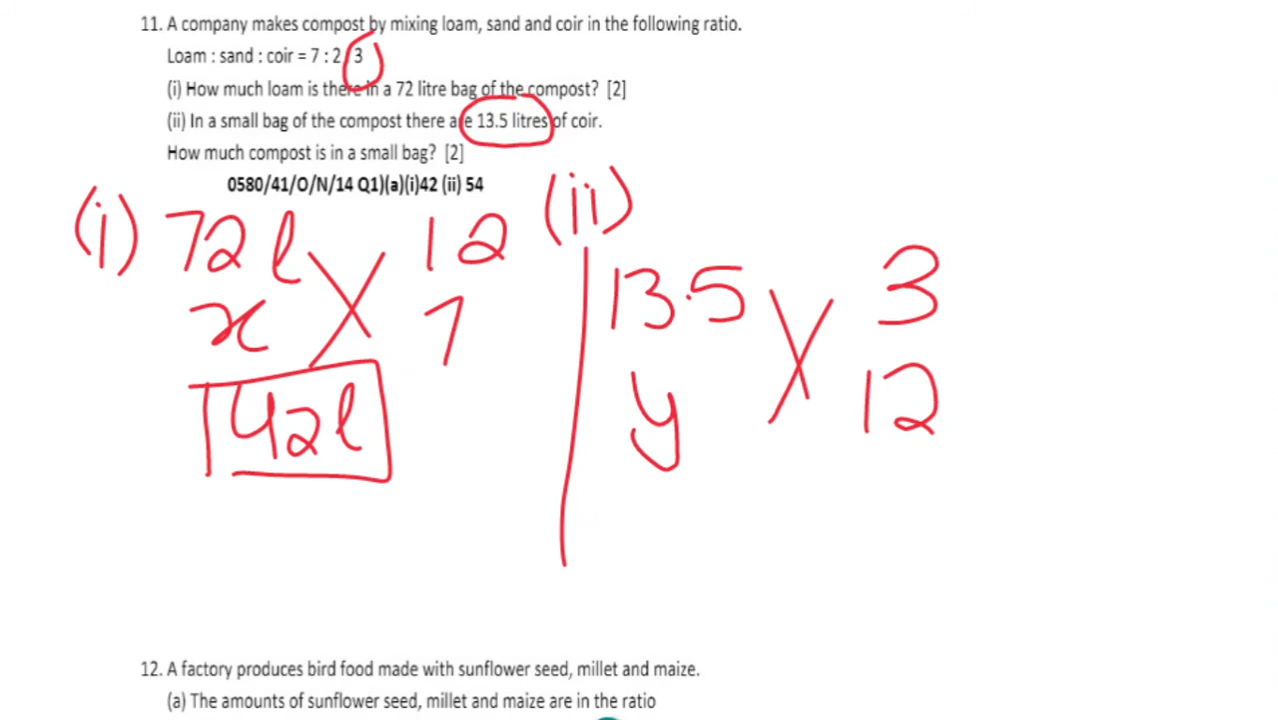 11. A company makes compost by mixing loam, sand and coir in the following ratio.
Loam : sand : coir = 7 : 2 : 3
(i) How much loam is there in a 72 litre bag of the compost? [2]
(ii) In a small bag of the compost there are 13.5 litres of coir.
How much compost is in a small bag? [2]
0580/41/O/N/14 Q1)(a)(i)42 (ii) 54
(i) 72 l 12
x 7
42 l
(ii)
13.5 3
y 12
12. A factory produces bird food made with sunflower seed, millet and maize.
(a) The amounts of sunflower seed, millet and maize are in the ratio